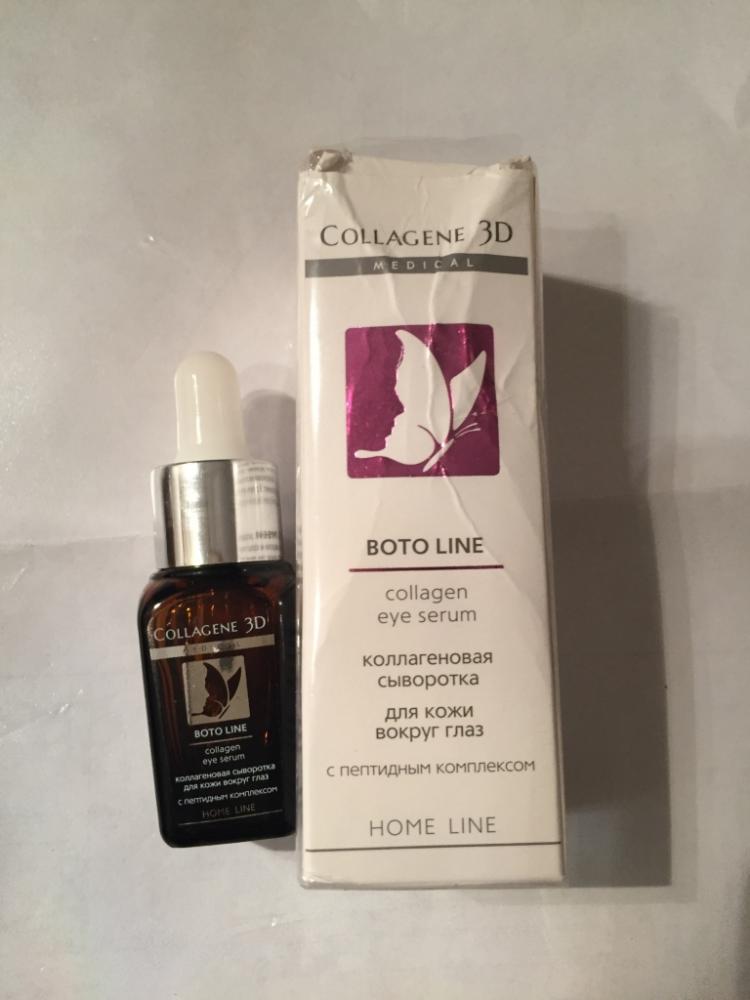 COLLAGENE 3D
MEDICAL
BOTO LINE
collagen
eye serum
коллагеновая
сыворотка
для кожи
вокруг глаз
с пептидным комплексом
HOME LINE
COLLAGENE 3D
MEDICAL
BOTO LINE
collagen
eye serum
коллагеновая сыворотка
для кожи вокруг глаз
с пептидным комплексом
HOME LINE